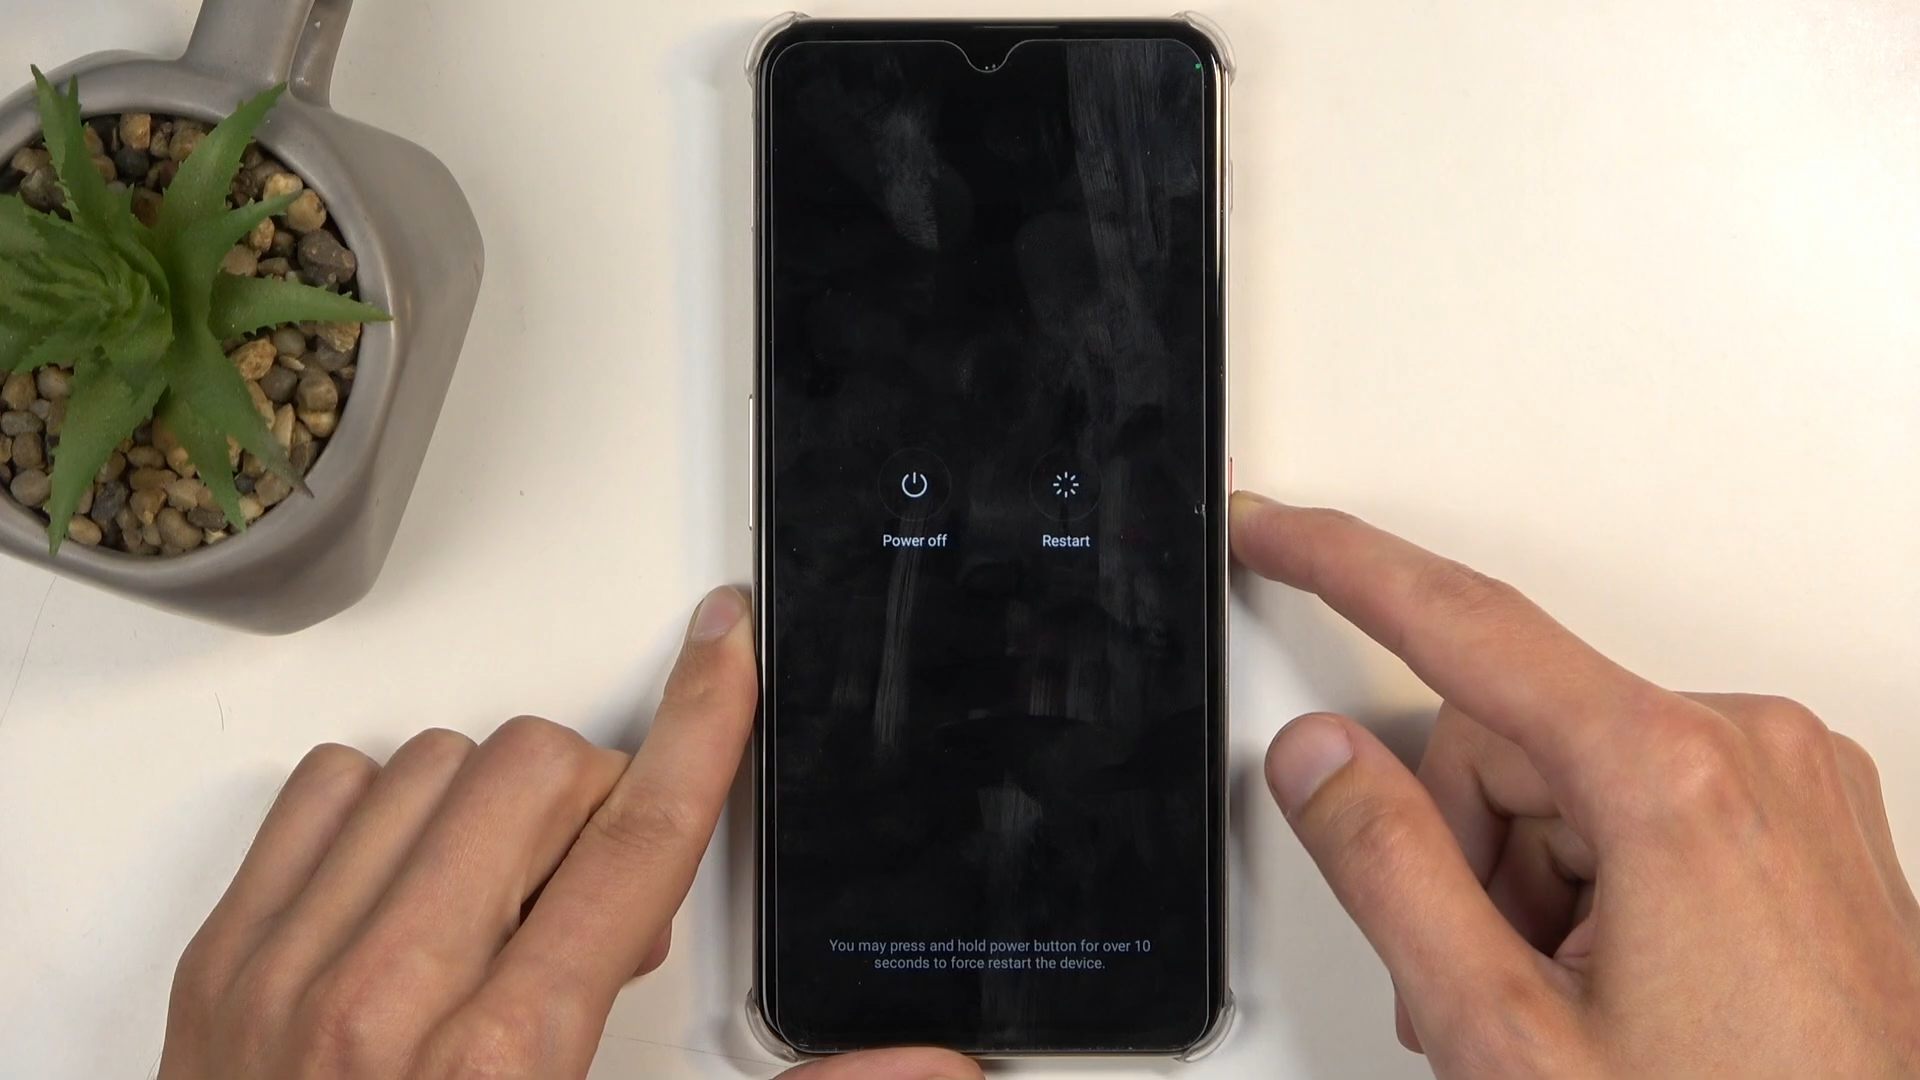 Power off
Restart
You may press and hold power button for over 10
seconds to force restart the device.